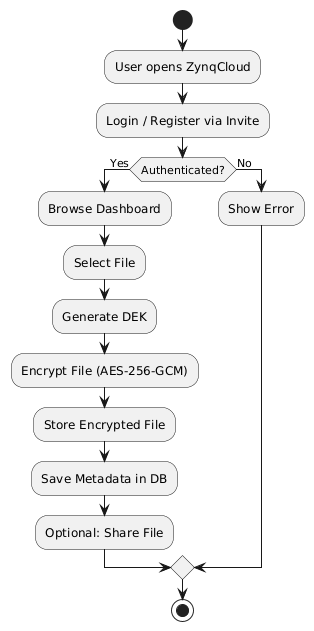 User opens ZynqCloud
Login / Register via Invite
Authenticated?
Yes
No
Browse Dashboard
Show Error
Select File
Generate DEK
Encrypt File (AES-256-GCM)
Store Encrypted File
Save Metadata in DB
Optional: Share File